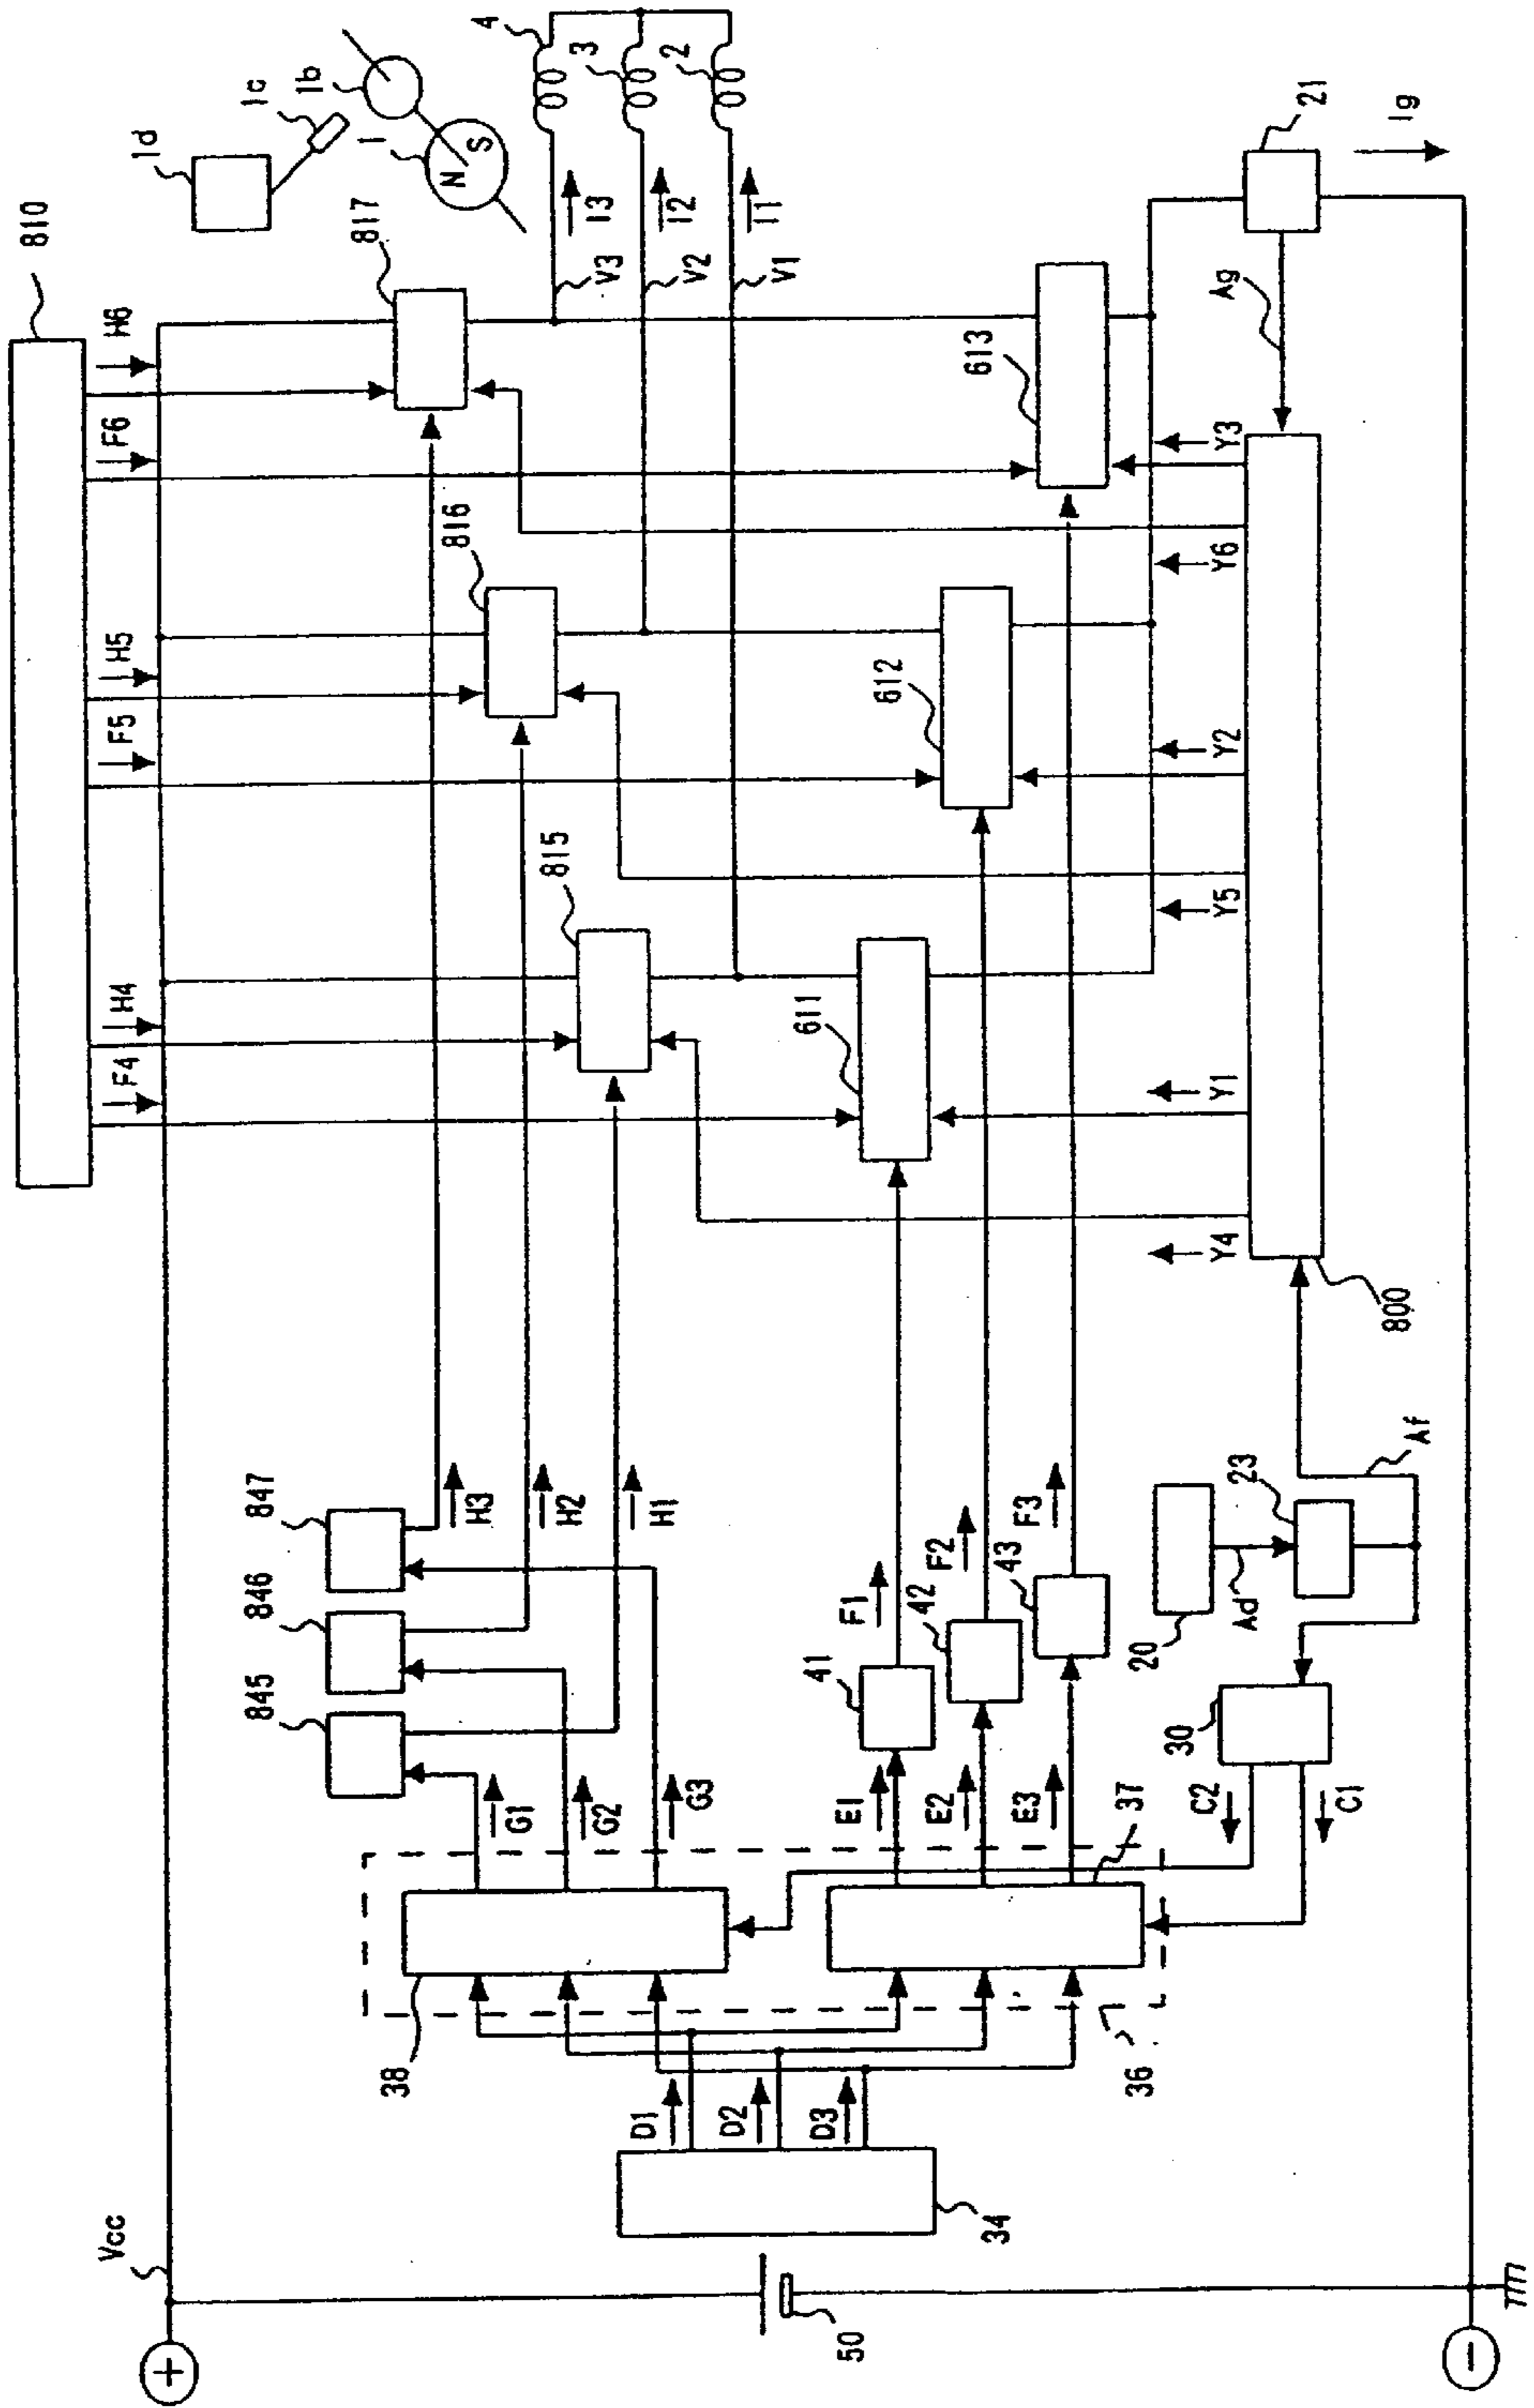 810
1d
1c
1b
1
N S
4
3
2
817
H6
F6
I3
I2
I1
V3
V2
V1
21
Ig
Ag
613
816
H5
F5
612
Y3
Y6
Y2
Y5
815
H4
F4
611
Y1
Y4
800
847
846
845
H3
H2
H1
F1
F2
F3
41
42
43
23
Af
20
Ad
30
C2
C1
G1
G2
G3
E1
E2
E3
37
38
36
D1
D2
D3
34
Vcc
50
+
−